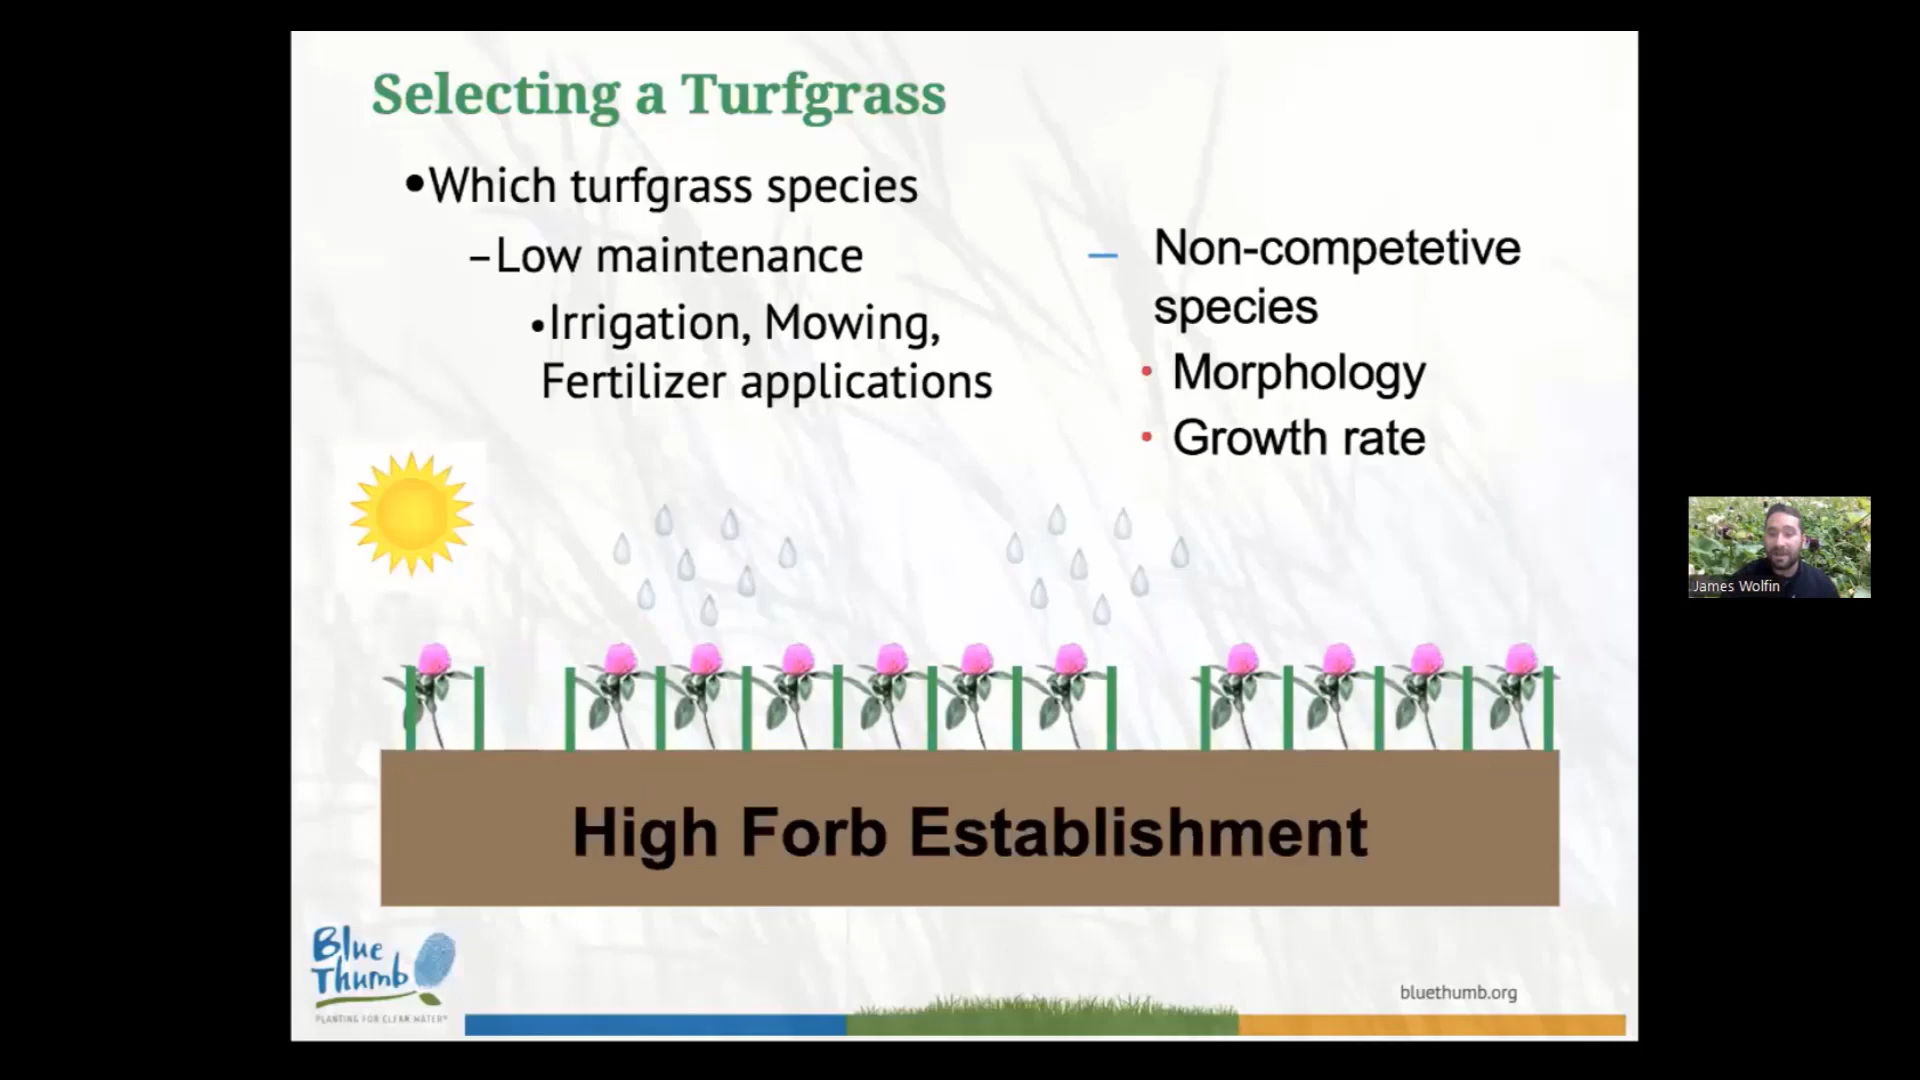 Selecting a Turfgrass
•Which turfgrass species
–Low maintenance
•Irrigation, Mowing,
Fertilizer applications
– Non-competetive
species
• Morphology
• Growth rate
James Wolfin
High Forb Establishment
Blue
Thumb
PLANTING FOR CLEAN WATER®
bluethumb.org